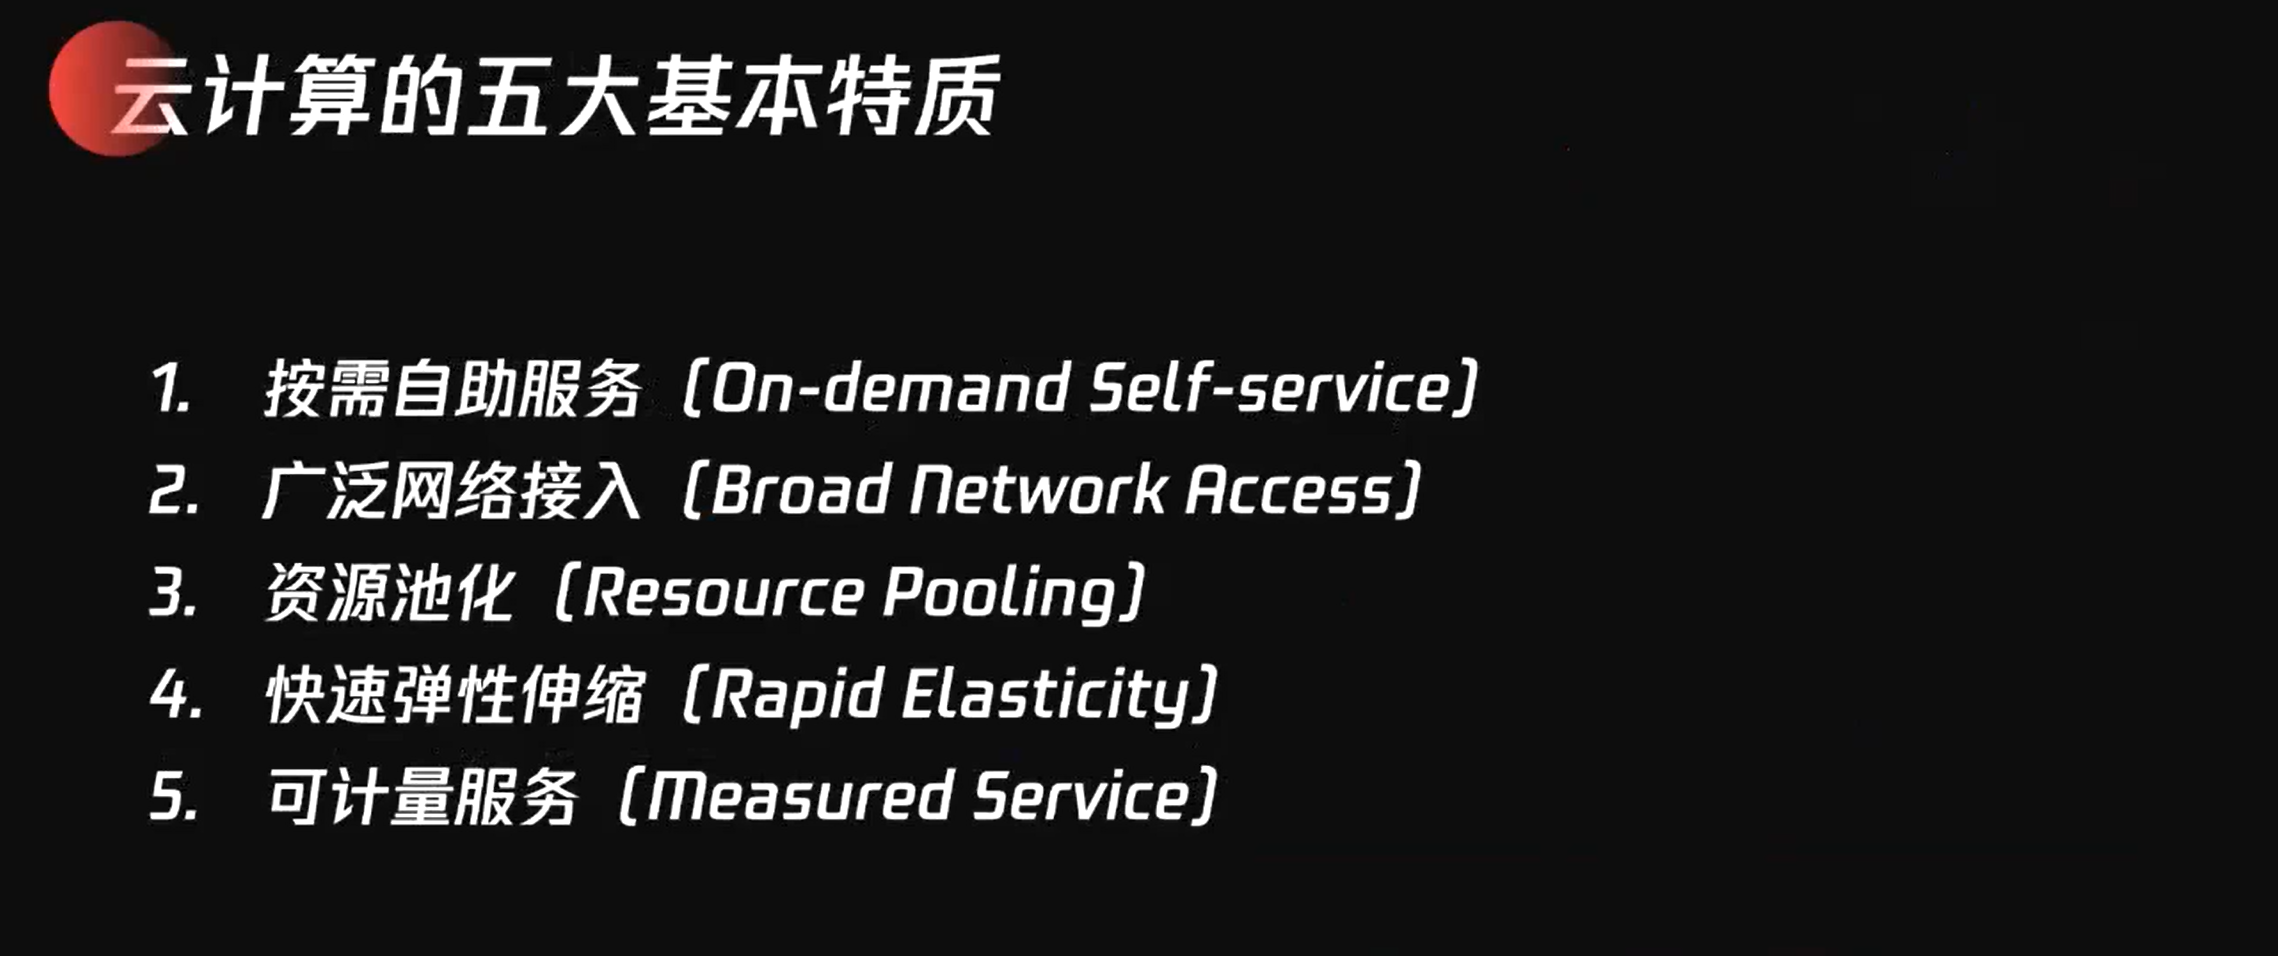 云计算的五大基本特质
1. 按需自助服务（On-demand Self-service）
2. 广泛网络接入（Broad Network Access）
3. 资源池化（Resource Pooling）
4. 快速弹性伸缩（Rapid Elasticity）
5. 可计量服务（Measured Service）